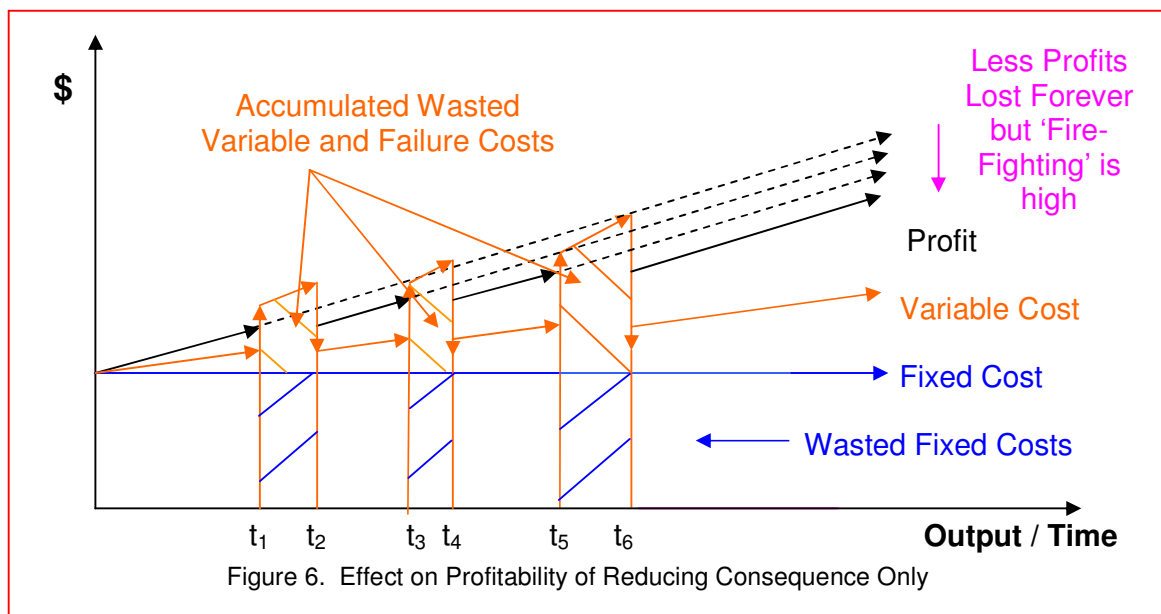 $
Accumulated Wasted
Variable and Failure Costs
Less Profits
Lost Forever
but ‘Fire-
Fighting’ is
high
Profit
Variable Cost
Fixed Cost
Wasted Fixed Costs
t₁ t₂ t₃ t₄ t₅ t₆
Output / Time
Figure 6. Effect on Profitability of Reducing Consequence Only